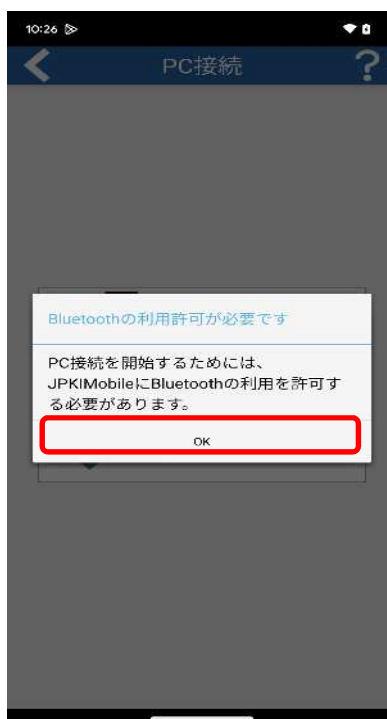 10:26
PC接続
?
Bluetoothの利用許可が必要です
PC接続を開始するためには、
JPKIMobileにBluetoothの利用を許可す
る必要があります。
OK